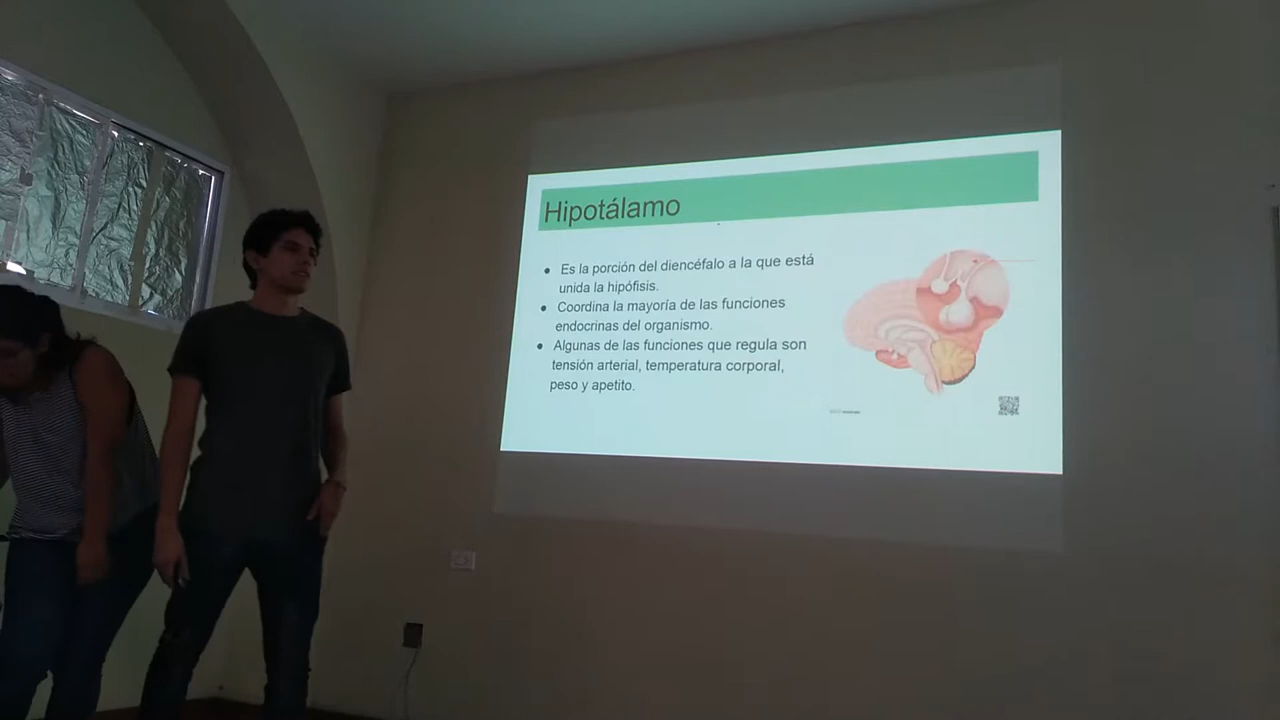 Hipotálamo
● Es la porción del diencéfalo a la que está
unida la hipófisis.
● Coordina la mayoría de las funciones
endocrinas del organismo.
● Algunas de las funciones que regula son
tensión arterial, temperatura corporal,
peso y apetito.